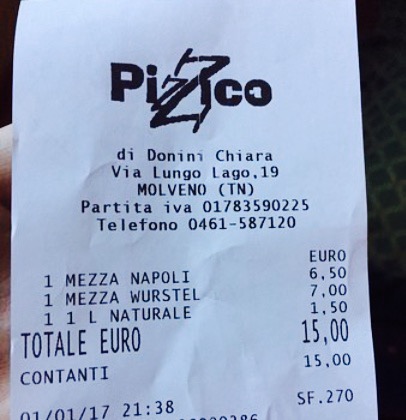 PiZZico
di Donini Chiara
Via Lungo Lago,19
MOLVENO (TN)
Partita iva 01783590225
Telefono 0461-587120
EURO
1 MEZZA NAPOLI 6,50
1 MEZZA WURSTEL 7,00
1 1 L NATURALE 1,50
TOTALE EURO 15,00
CONTANTI 15,00
01/01/17 21:38 SF.270